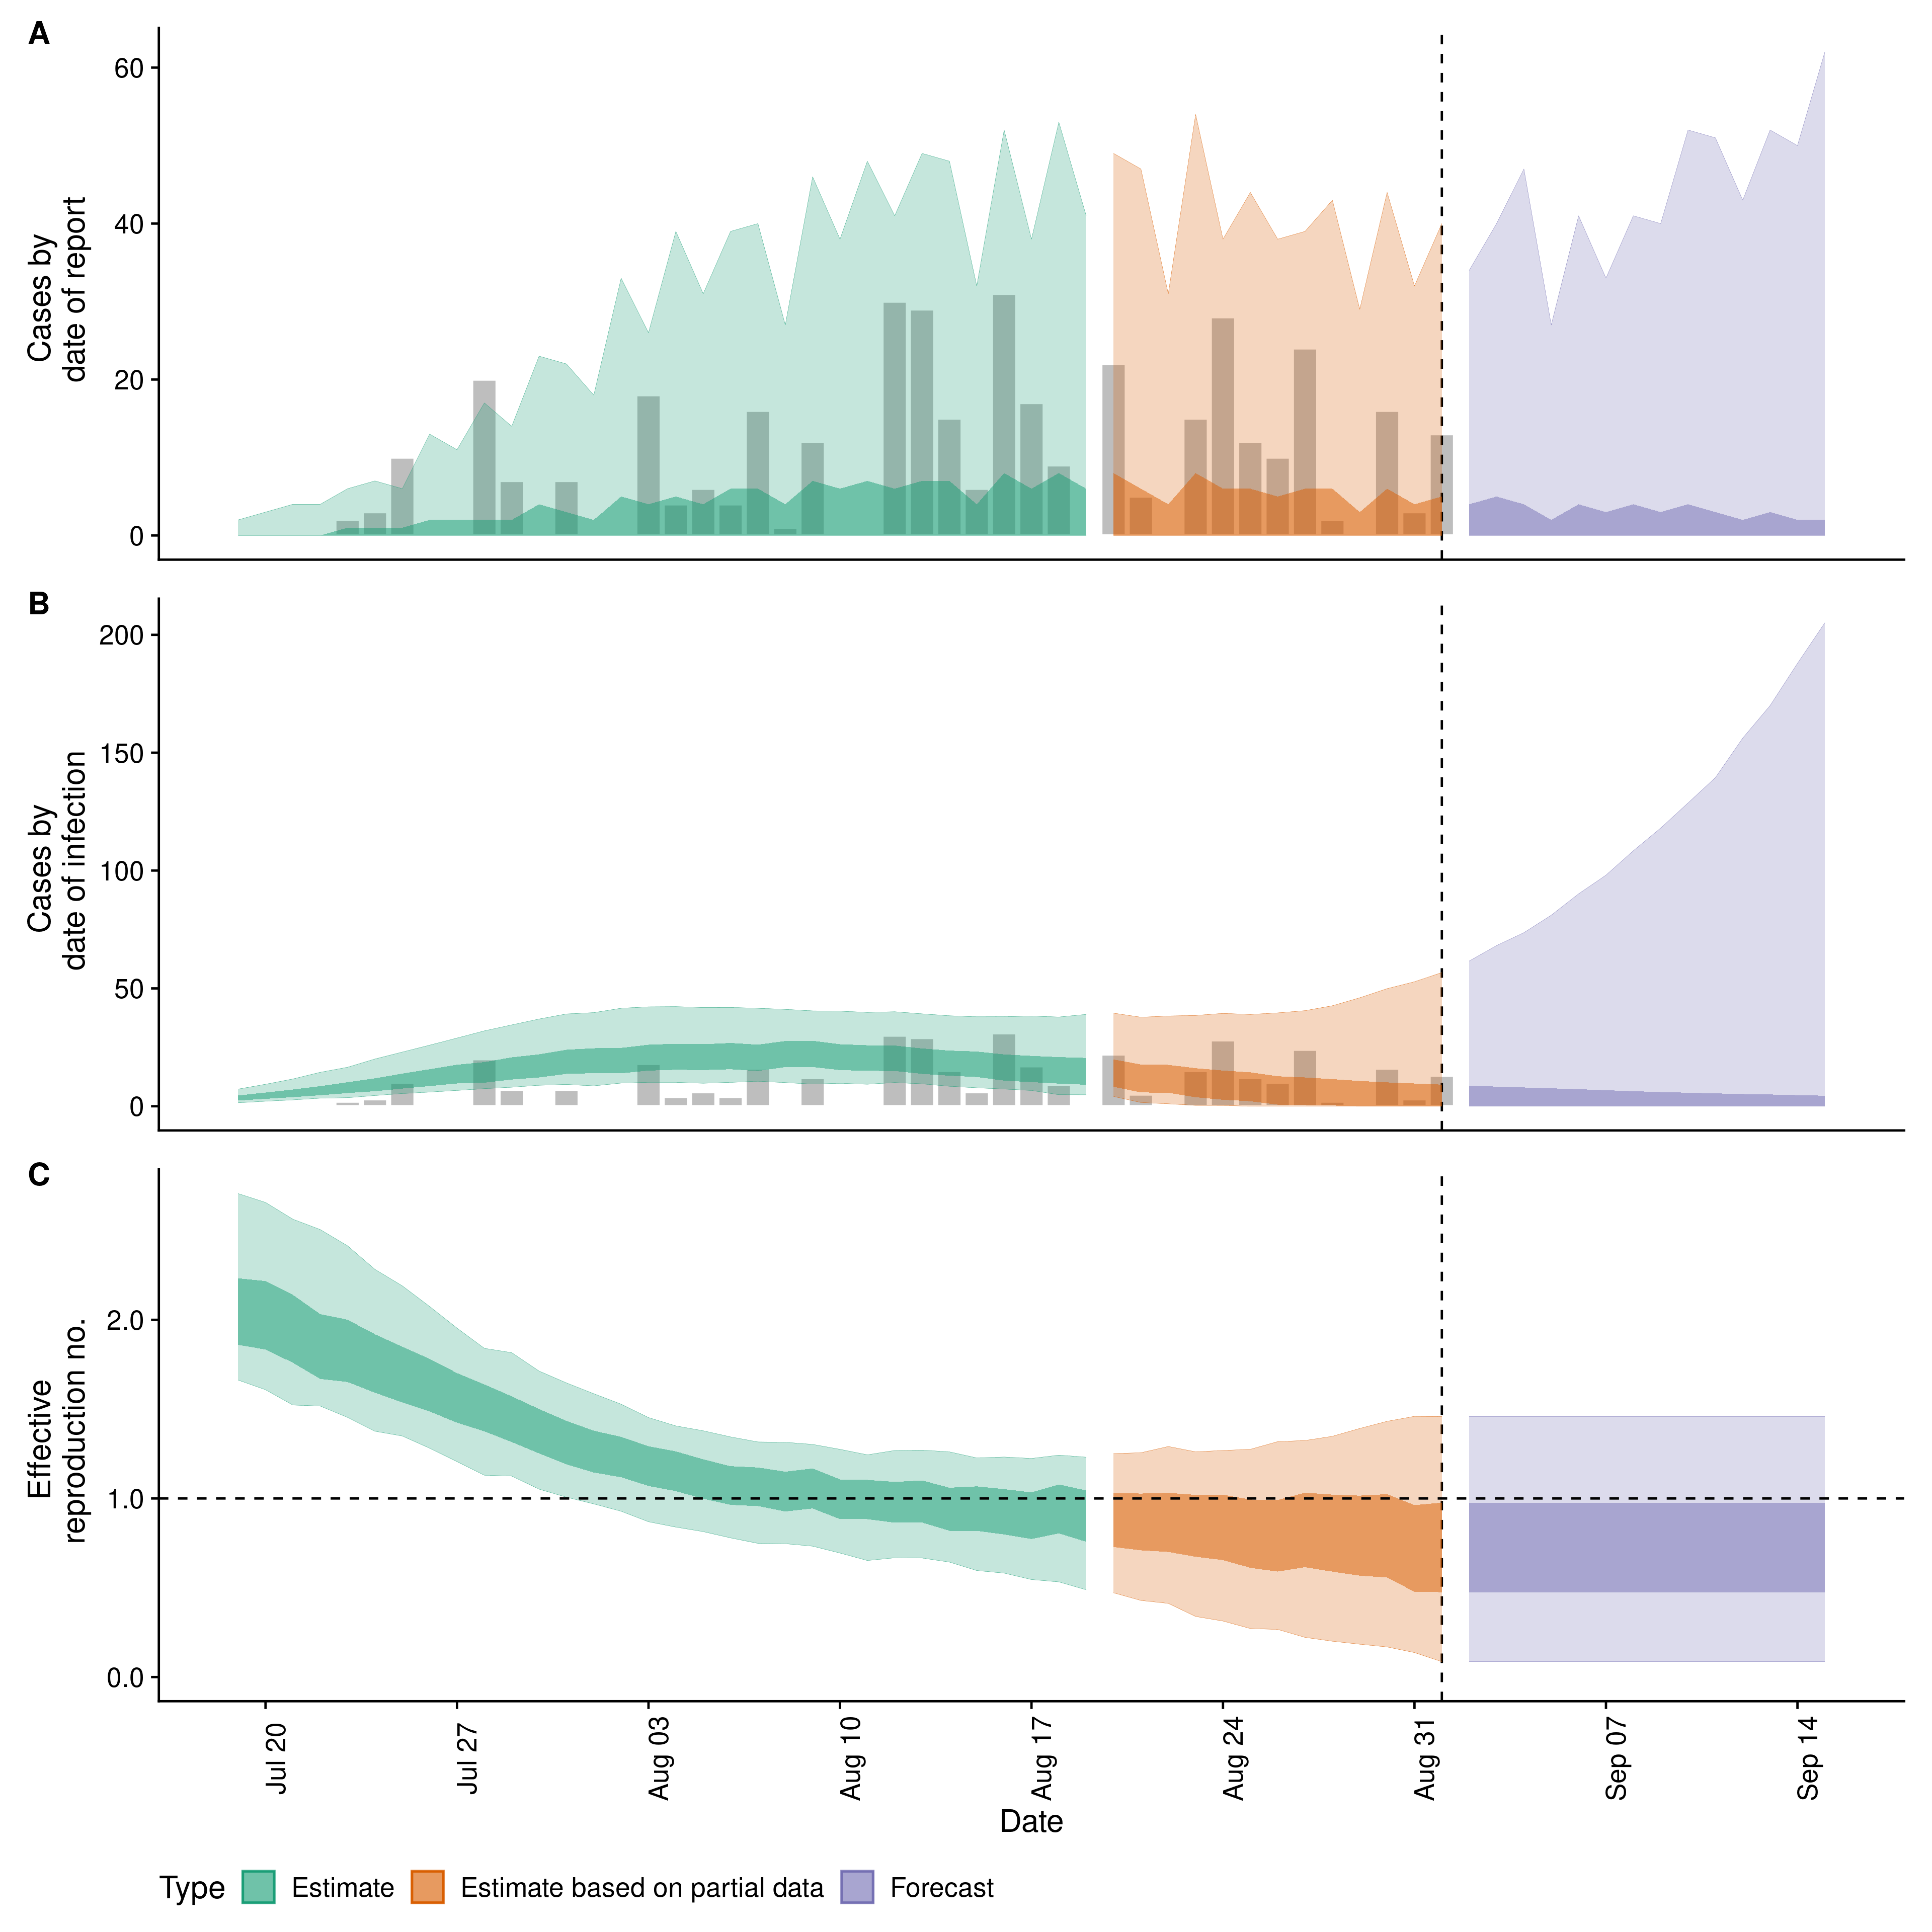 A
Cases by
date of report
60
40
20
0
B
Cases by
date of infection
200
150
100
50
0
C
Effective
reproduction no.
2.0
1.0
0.0
Jul 20
Jul 27
Aug 03
Aug 10
Aug 17
Aug 24
Aug 31
Sep 07
Sep 14
Date
Type Estimate Estimate based on partial data Forecast